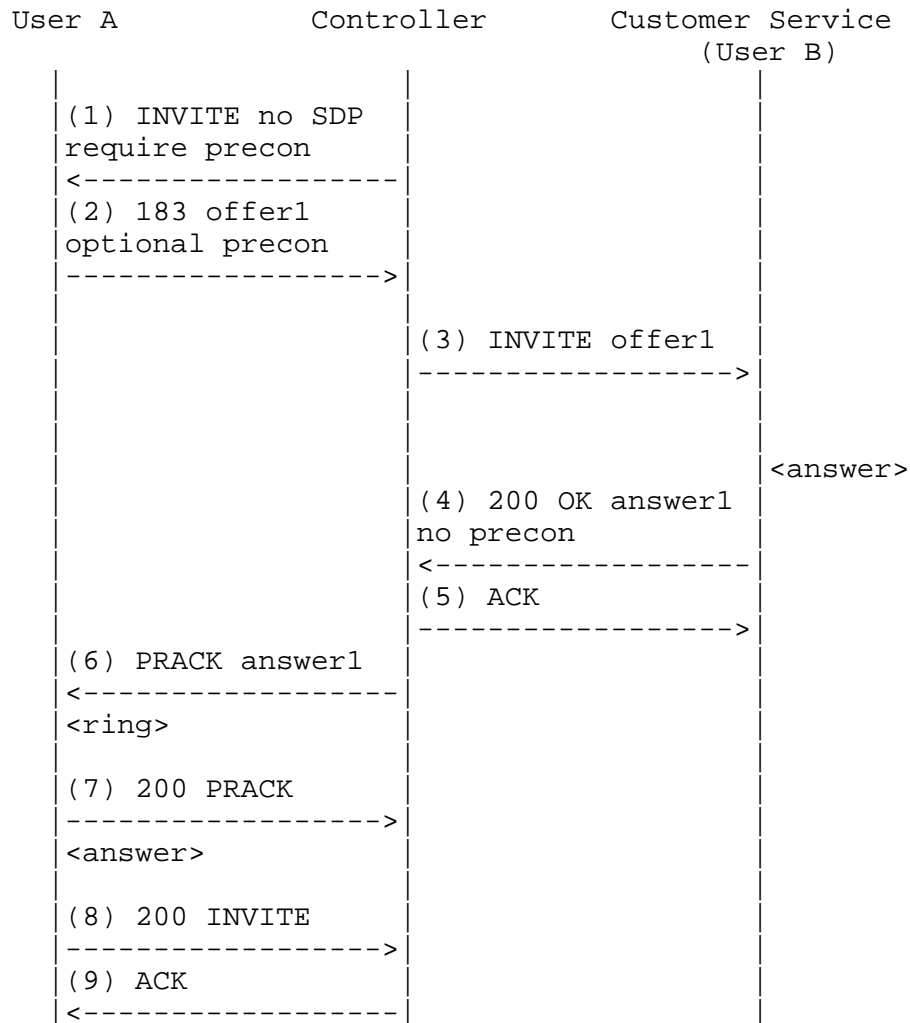 User A Controller Customer Service
(User B)
(1) INVITE no SDP
require precon
(2) 183 offer1
optional precon
(3) INVITE offer1
<answer>
(4) 200 OK answer1
no precon
(5) ACK
(6) PRACK answer1
<ring>
(7) 200 PRACK
<answer>
(8) 200 INVITE
(9) ACK